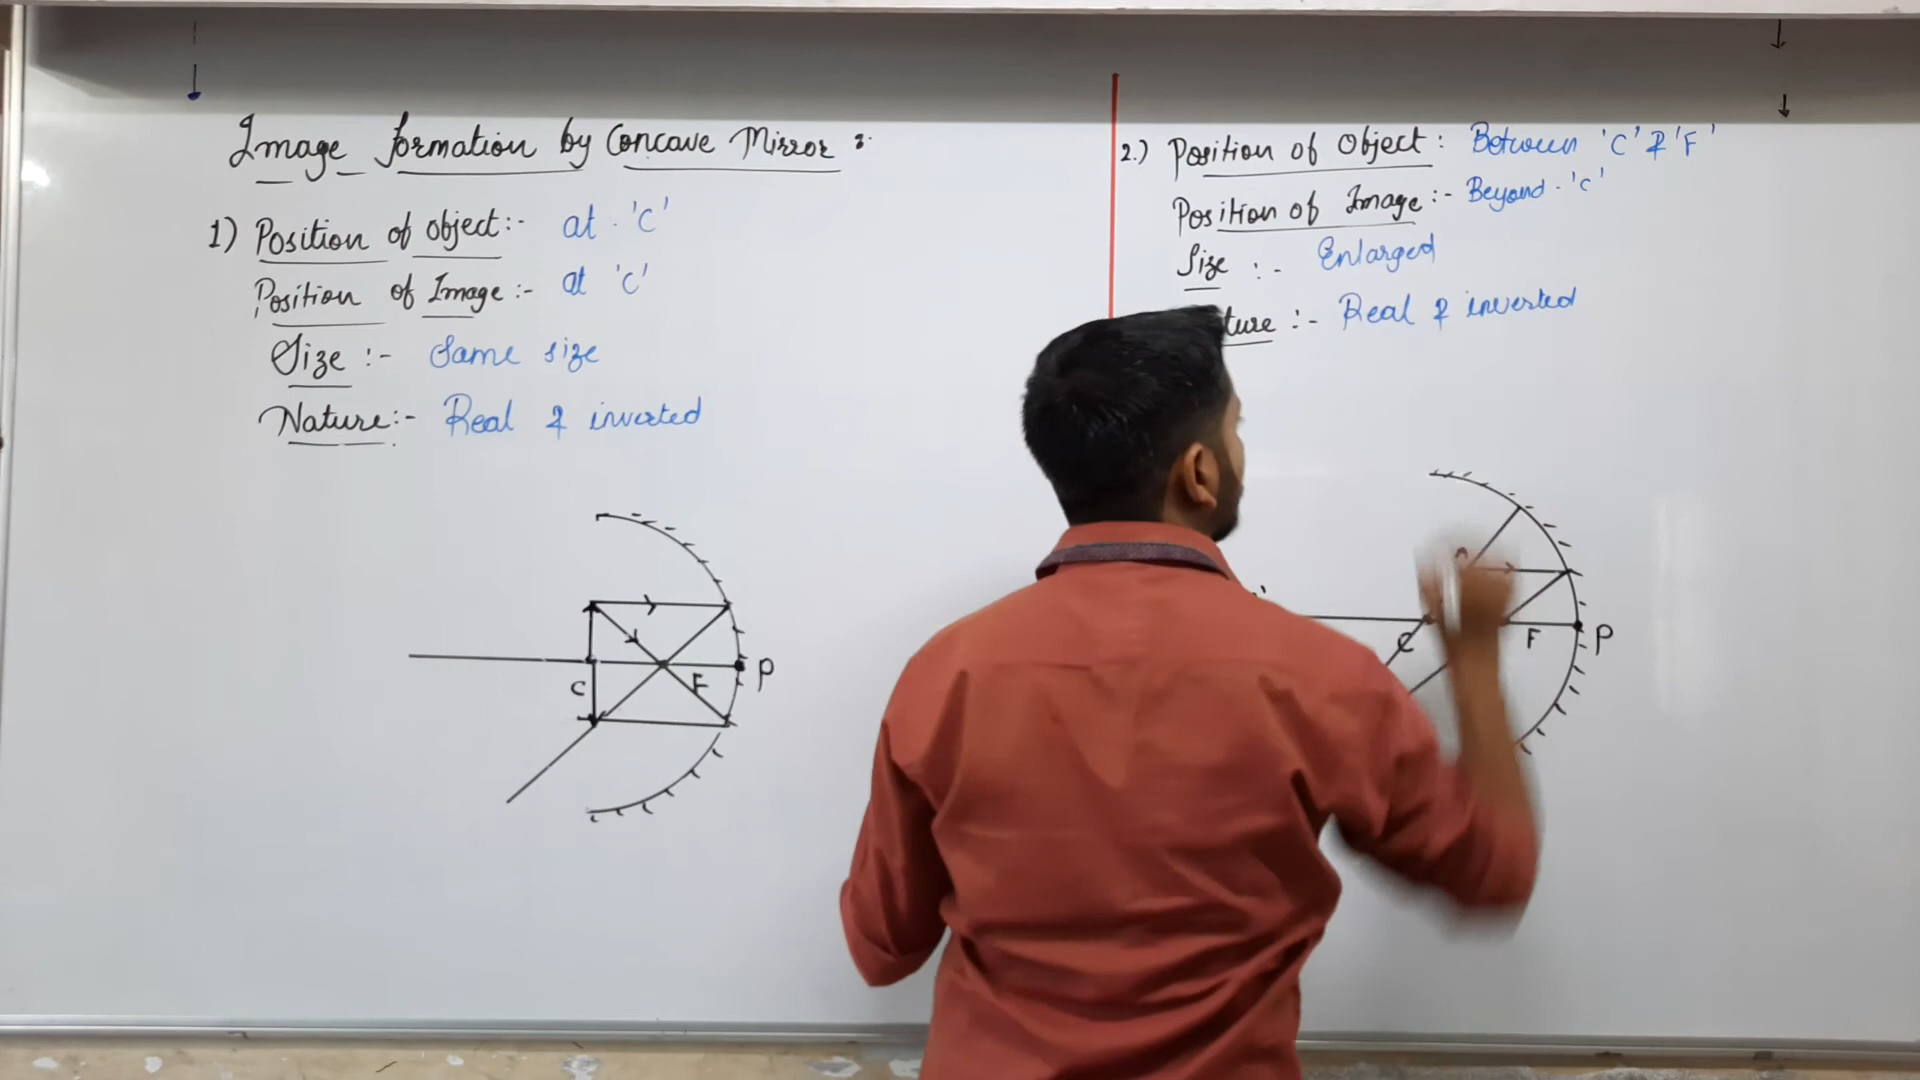 Image formation by Concave Mirror :
1) Position of object:- at 'C'
Position of Image:- at 'C'
Size :- Same size
Nature:- Real & inverted
C
F
P
2.) Position of Object: Between 'C' & 'F'
Position of Image:- Beyond 'C'
Size :- Enlarged
ture :- Real & inverted
C
F
P